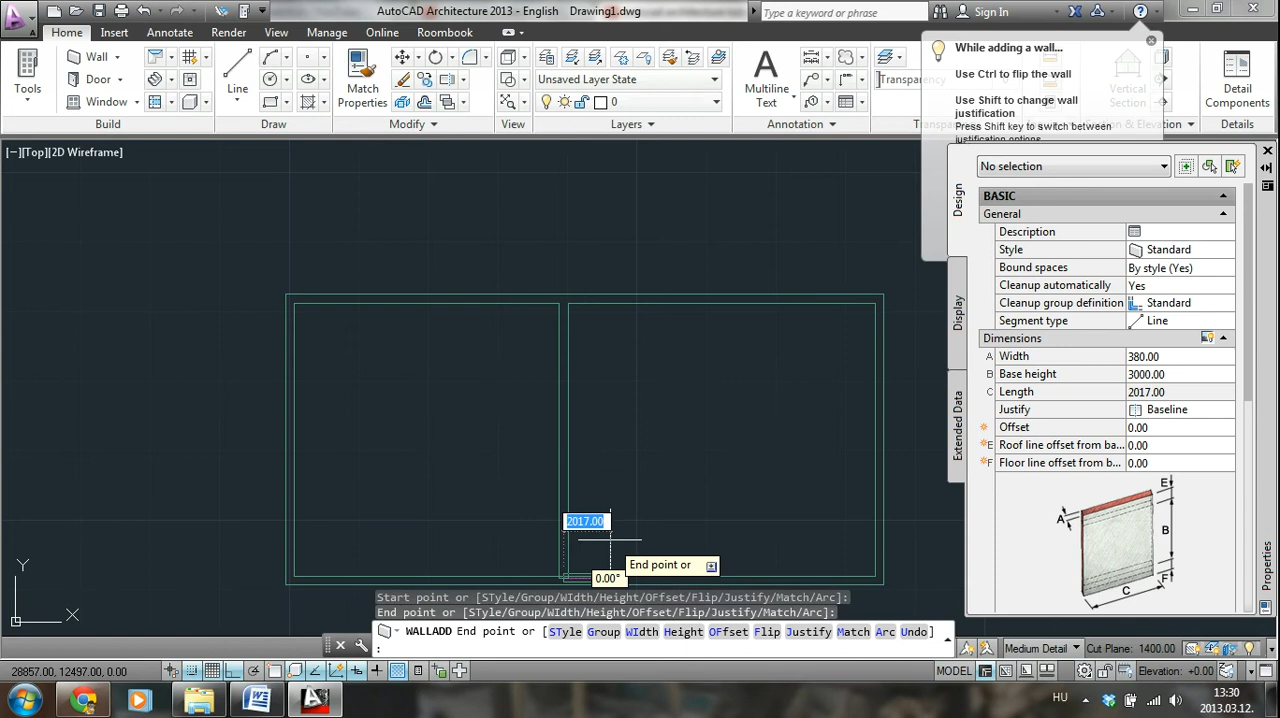 AutoCAD Architecture 2013 - English Drawing1.dwg
Type a keyword or phrase
Sign In
Home Insert Annotate Render View Manage Online Roombook
Tools
Wall
Door
Window
Build
Line
Draw
Match
Properties
Modify
View
Unsaved Layer State
0
Layers
Multiline
Text
Annotation
Transparency
Vertical
Section
Section & Elevation
Detail
Components
Details
While adding a wall...
Use Ctrl to flip the wall
Use Shift to change wall
justification
Press Shift key to switch between
justification options
[−][Top][2D Wireframe]
No selection
Design
Display
Extended Data
Properties
BASIC
General
Description
Style Standard
Bound spaces By style (Yes)
Cleanup automatically Yes
Cleanup group definition Standard
Segment type Line
Dimensions
A Width 380.00
B Base height 3000.00
C Length 2017.00
Justify Baseline
Offset 0.00
E Roof line offset from ba... 0.00
F Floor line offset from b... 0.00
A
E
B
F
C
2017.00
End point or
0.00°
Y
X
Start point or [STyle/Group/WIdth/Height/OFfset/Flip/Justify/Match/Arc]:
End point or [STyle/Group/WIdth/Height/OFfset/Flip/Justify/Match/Arc]:
WALLADD End point or [STyle Group WIdth Height OFfset Flip Justify Match Arc Undo]
:
Medium Detail
Cut Plane: 1400.00
28857.00, 12497.00, 0.00
MODEL
Elevation: +0.00
HU
13:30
2013.03.12.